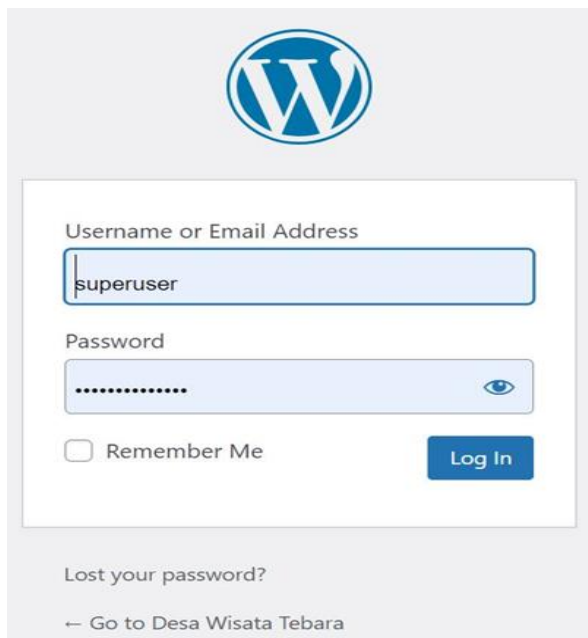 Username or Email Address
superuser
Password
••••••••••••••
Remember Me
Log In
Lost your password?
← Go to Desa Wisata Tebara